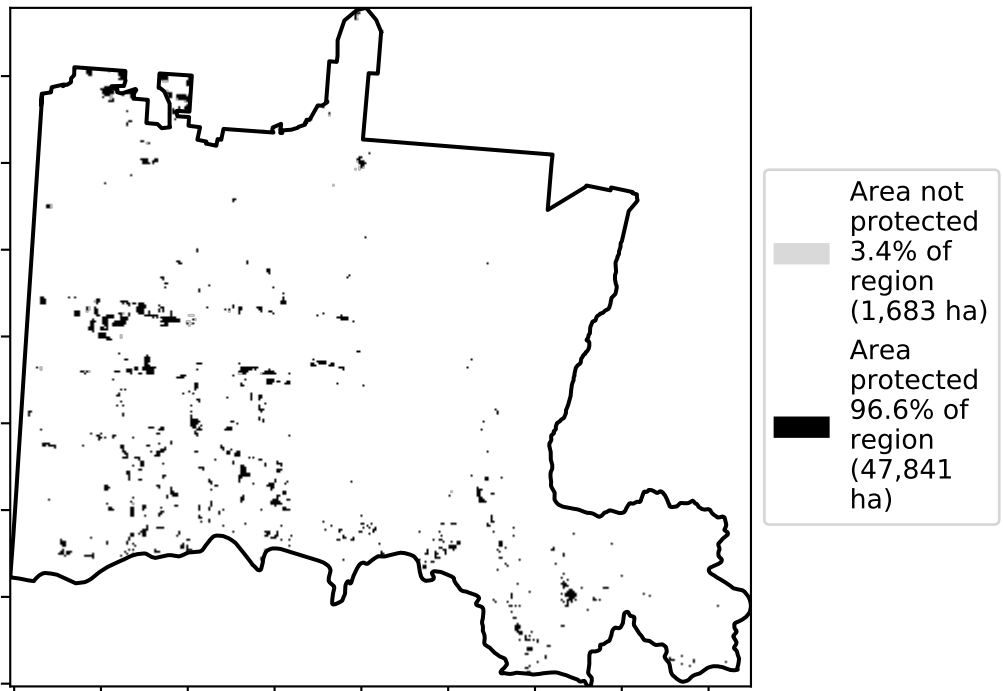 Area not
protected
3.4% of
region
(1,683 ha)
Area
protected
96.6% of
region
(47,841
ha)